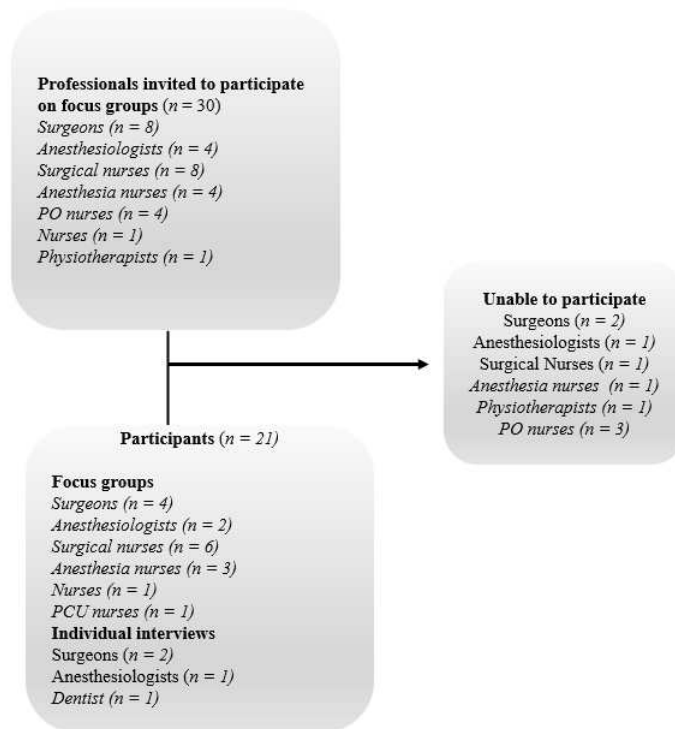 Professionals invited to participate
on focus groups (n = 30)
Surgeons (n = 8)
Anesthesiologists (n = 4)
Surgical nurses (n = 8)
Anesthesia nurses (n = 4)
PO nurses (n = 4)
Nurses (n = 1)
Physiotherapists (n = 1)
Unable to participate
Surgeons (n = 2)
Anesthesiologists (n = 1)
Surgical Nurses (n = 1)
Anesthesia nurses (n = 1)
Physiotherapists (n = 1)
PO nurses (n = 3)
Participants (n = 21)
Focus groups
Surgeons (n = 4)
Anesthesiologists (n = 2)
Surgical nurses (n = 6)
Anesthesia nurses (n = 3)
Nurses (n = 1)
PCU nurses (n = 1)
Individual interviews
Surgeons (n = 2)
Anesthesiologists (n = 1)
Dentist (n = 1)